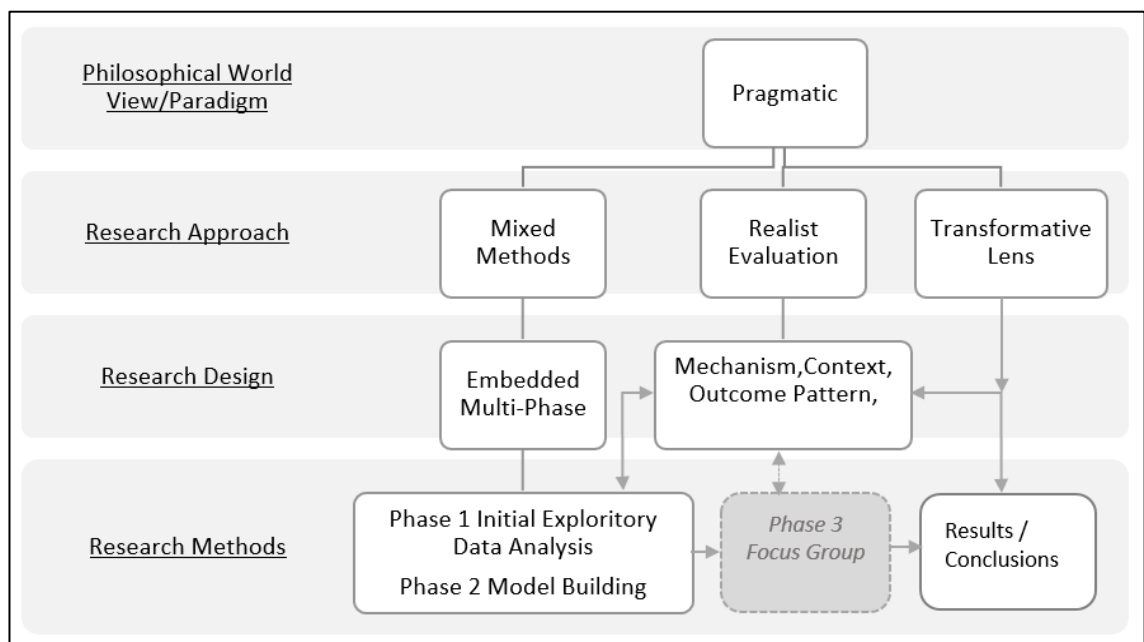 Philosophical World
View/Paradigm
Pragmatic
Research Approach
Mixed
Methods
Realist
Evaluation
Transformative
Lens
Research Design
Embedded
Multi-Phase
Mechanism,Context,
Outcome Pattern,
Research Methods
Phase 1 Initial Exploritory
Data Analysis
Phase 2 Model Building
Phase 3
Focus Group
Results /
Conclusions